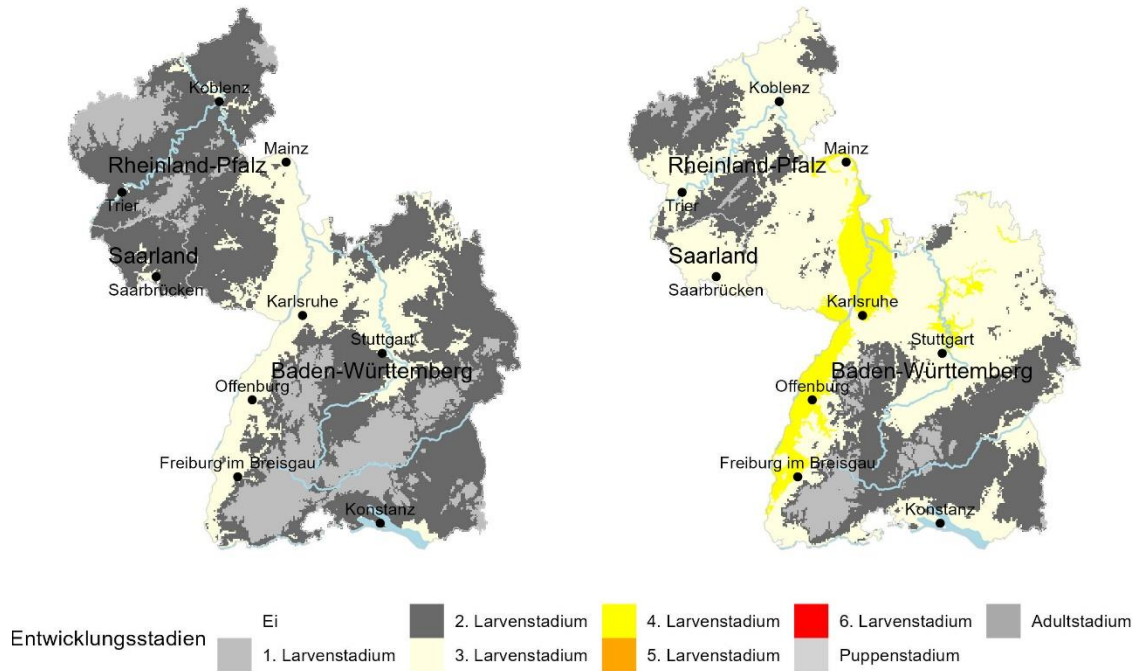 Koblenz
Mainz
Rheinland-Pfalz
Trier
Saarland
Saarbrücken
Karlsruhe
Stuttgart
Baden-Württemberg
Offenburg
Freiburg im Breisgau
Konstanz
Koblenz
Mainz
Rheinland-Pfalz
Trier
Saarland
Saarbrücken
Karlsruhe
Stuttgart
Baden-Württemberg
Offenburg
Freiburg im Breisgau
Konstanz
Entwicklungsstadien
Ei
1. Larvenstadium
2. Larvenstadium
3. Larvenstadium
4. Larvenstadium
5. Larvenstadium
6. Larvenstadium
Puppenstadium
Adultstadium